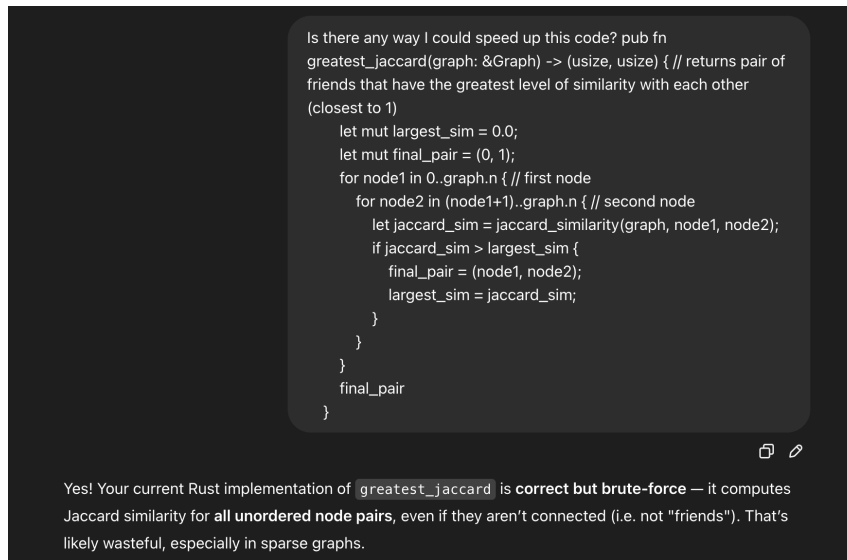 Is there any way I could speed up this code? pub fn
greatest_jaccard(graph: &Graph) -> (usize, usize) { // returns pair of
friends that have the greatest level of similarity with each other
(closest to 1)
let mut largest_sim = 0.0;
let mut final_pair = (0, 1);
for node1 in 0..graph.n { // first node
for node2 in (node1+1)..graph.n { // second node
let jaccard_sim = jaccard_similarity(graph, node1, node2);
if jaccard_sim > largest_sim {
final_pair = (node1, node2);
largest_sim = jaccard_sim;
}
}
}
final_pair
}
Yes! Your current Rust implementation of greatest_jaccard is correct but brute-force — it computes
Jaccard similarity for all unordered node pairs, even if they aren't connected (i.e. not "friends"). That's
likely wasteful, especially in sparse graphs.